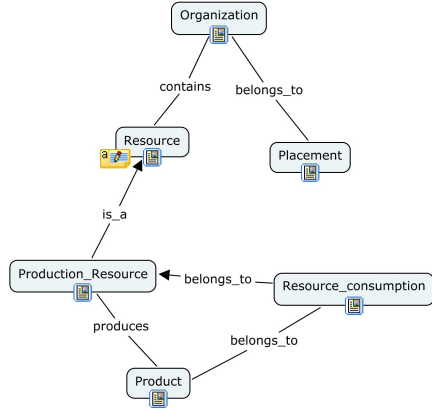 Organization
contains
belongs_to
Resource
a
Placement
is_a
Production_Resource
belongs_to
Resource_consumption
produces
belongs_to
Product